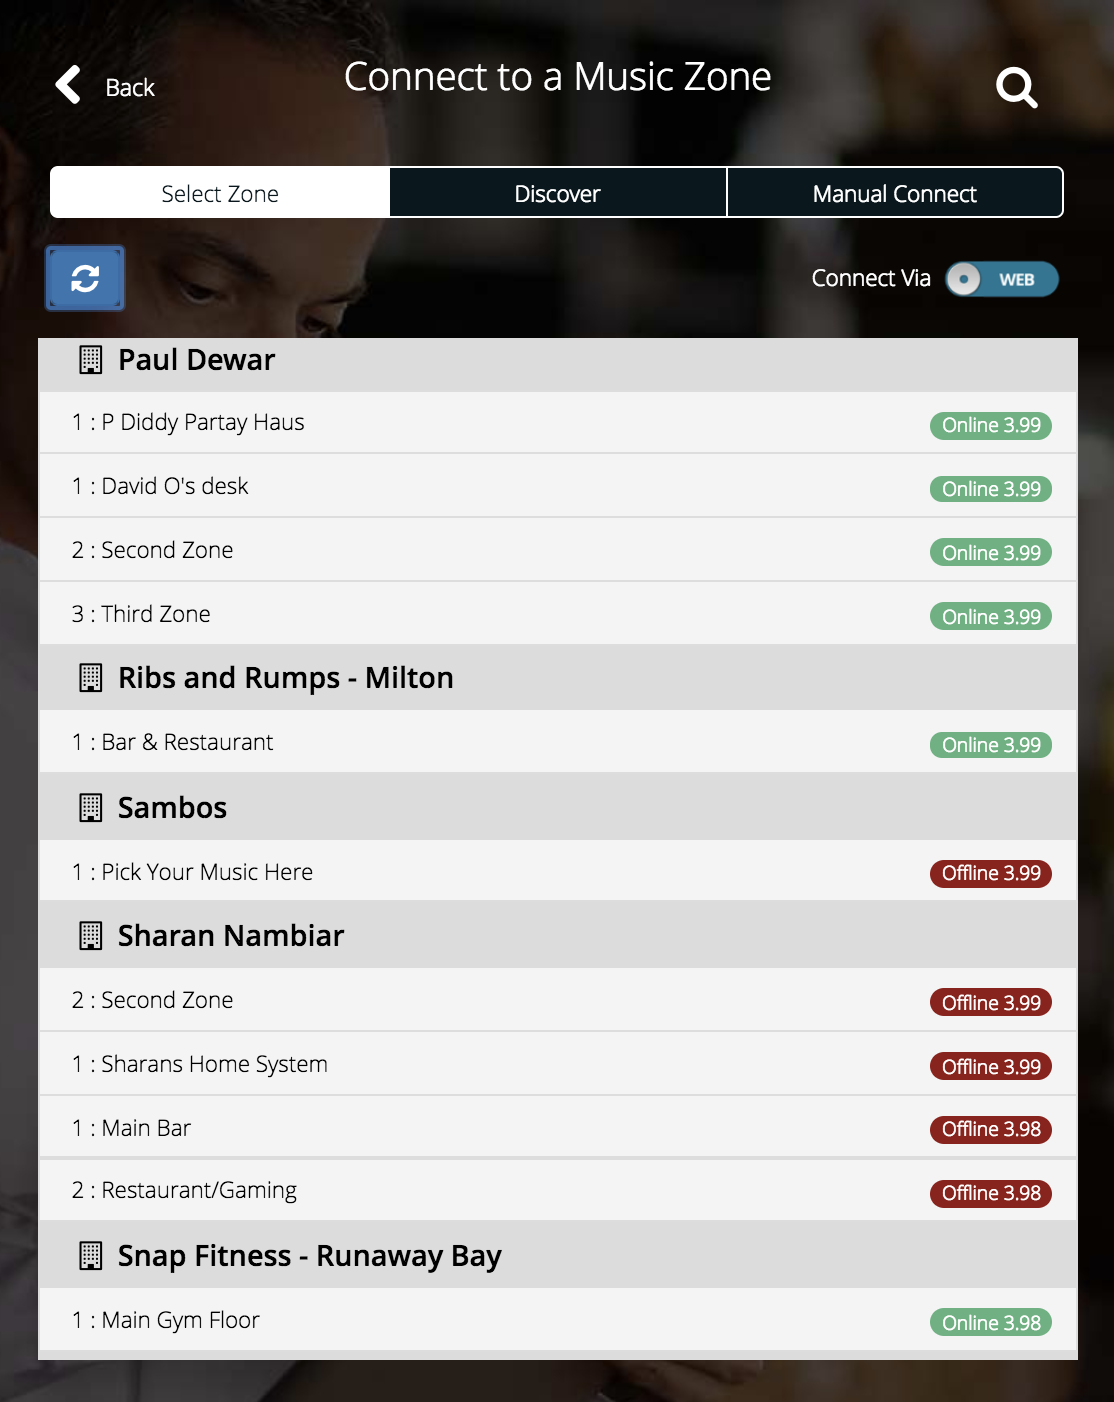 Back
Connect to a Music Zone
Select Zone
Discover
Manual Connect
Connect Via
WEB
Paul Dewar
1 : P Diddy Partay Haus Online 3.99
1 : David O's desk Online 3.99
2 : Second Zone Online 3.99
3 : Third Zone Online 3.99
Ribs and Rumps - Milton
1 : Bar & Restaurant Online 3.99
Sambos
1 : Pick Your Music Here Offline 3.99
Sharan Nambiar
2 : Second Zone Offline 3.99
1 : Sharans Home System Offline 3.99
1 : Main Bar Offline 3.98
2 : Restaurant/Gaming Offline 3.98
Snap Fitness - Runaway Bay
1 : Main Gym Floor Online 3.98